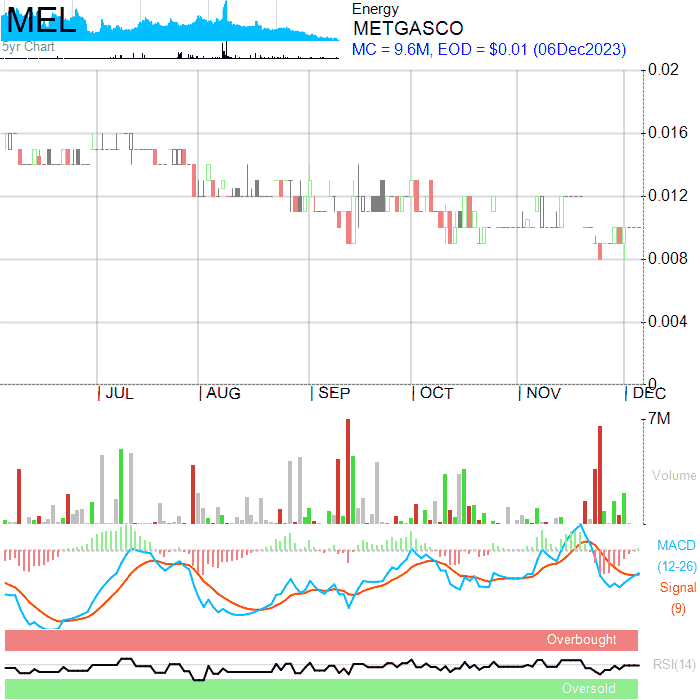 MEL
5yr Chart
Energy
METGASCO
MC = 9.6M, EOD = $0.01 (06Dec2023)
0.02
0.016
0.012
0.008
0.004
0
JUL AUG SEP OCT NOV DEC
7M
Volume
MACD
(12-26)
Signal
(9)
Overbought
RSI(14)
Oversold